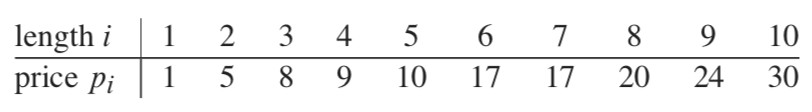 length i 1 2 3 4 5 6 7 8 9 10
price pᵢ 1 5 8 9 10 17 17 20 24 30